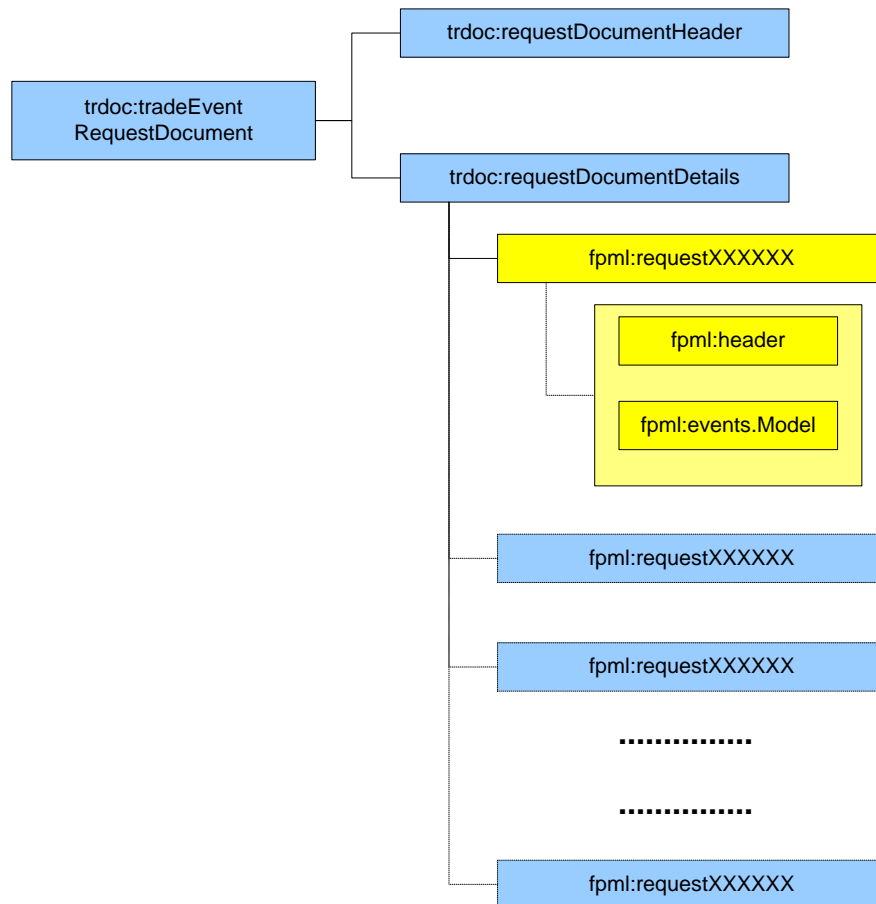 trdoc:requestDocumentHeader
trdoc:tradeEvent
RequestDocument
trdoc:requestDocumentDetails
fpml:requestXXXXXX
fpml:header
fpml:events.Model
fpml:requestXXXXXX
fpml:requestXXXXXX
...............
...............
fpml:requestXXXXXX